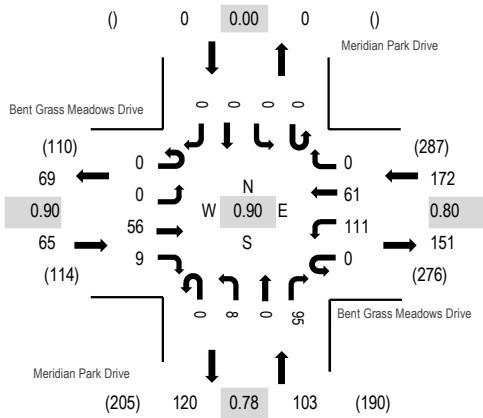 () 0 0.00 0 ()
Meridian Park Drive
Bent Grass Meadows Drive
0 0 0 0
(110) (287)
0 0
69 172
0 N 61
0.90 W 0.90 E 0.80
56 S 111
65 151
9 0
(114) (276)
0 8 0 95
Bent Grass Meadows Drive
Meridian Park Drive
(205) 120 0.78 103 (190)